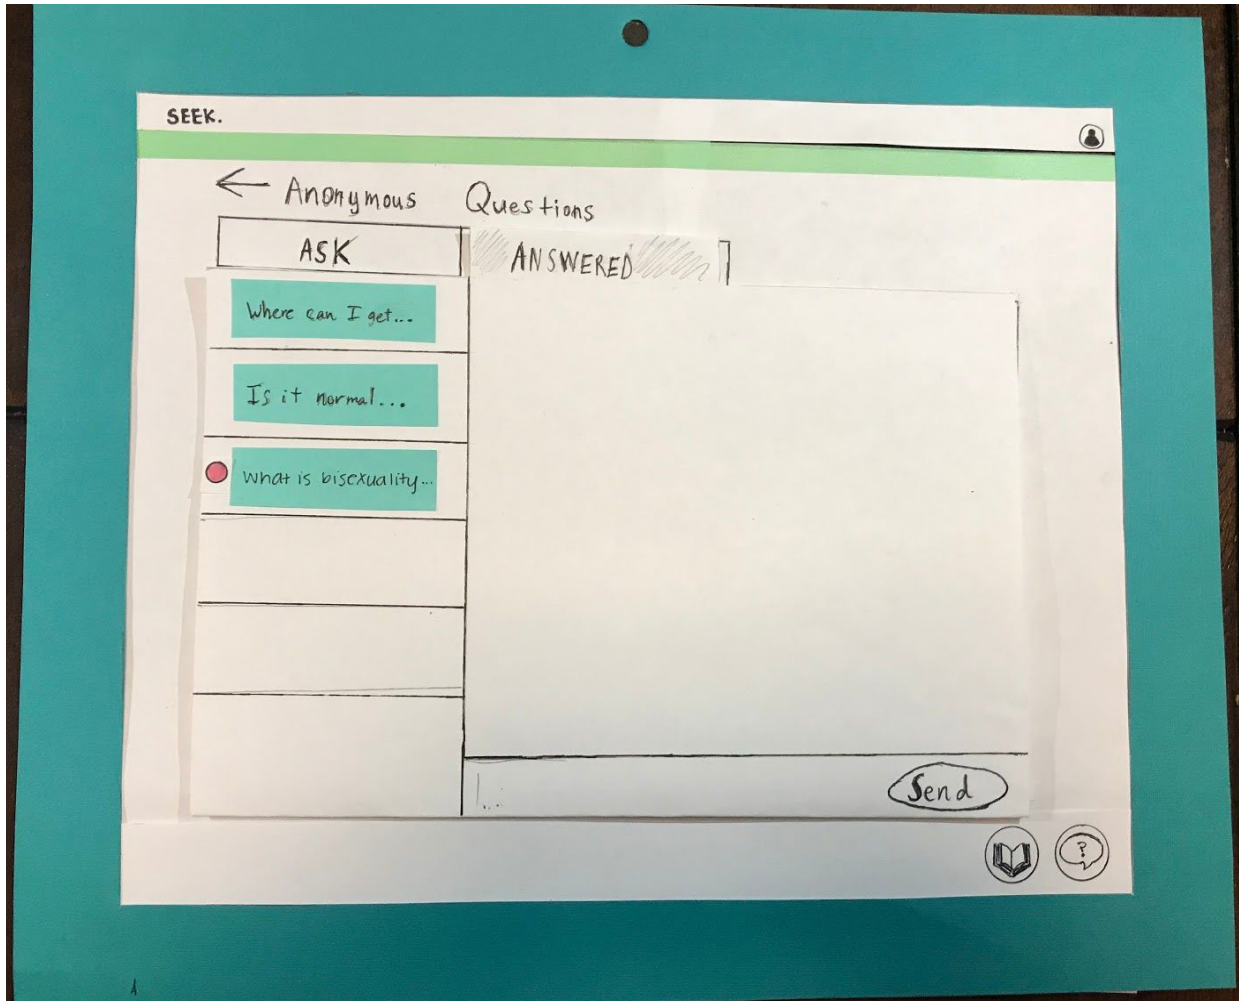 SEEK.
← Anonymous Questions
ASK
ANSWERED
Where can I get...
Is it normal...
What is bisexuality...
|...
Send
?